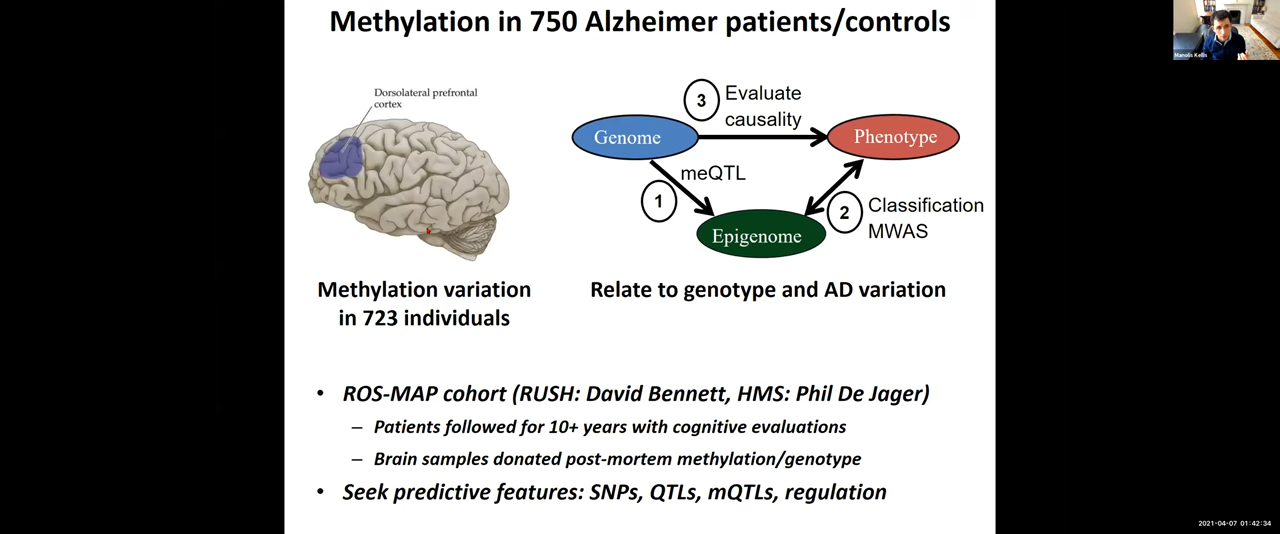 Methylation in 750 Alzheimer patients/controls
Manolis Kellis
Dorsolateral prefrontal
cortex
3
Evaluate
causality
Genome
Phenotype
meQTL
1
2
Classification
MWAS
Epigenome
Methylation variation
in 723 individuals
Relate to genotype and AD variation
• ROS-MAP cohort (RUSH: David Bennett, HMS: Phil De Jager)
– Patients followed for 10+ years with cognitive evaluations
– Brain samples donated post-mortem methylation/genotype
• Seek predictive features: SNPs, QTLs, mQTLs, regulation
2021-04-07 01:42:34